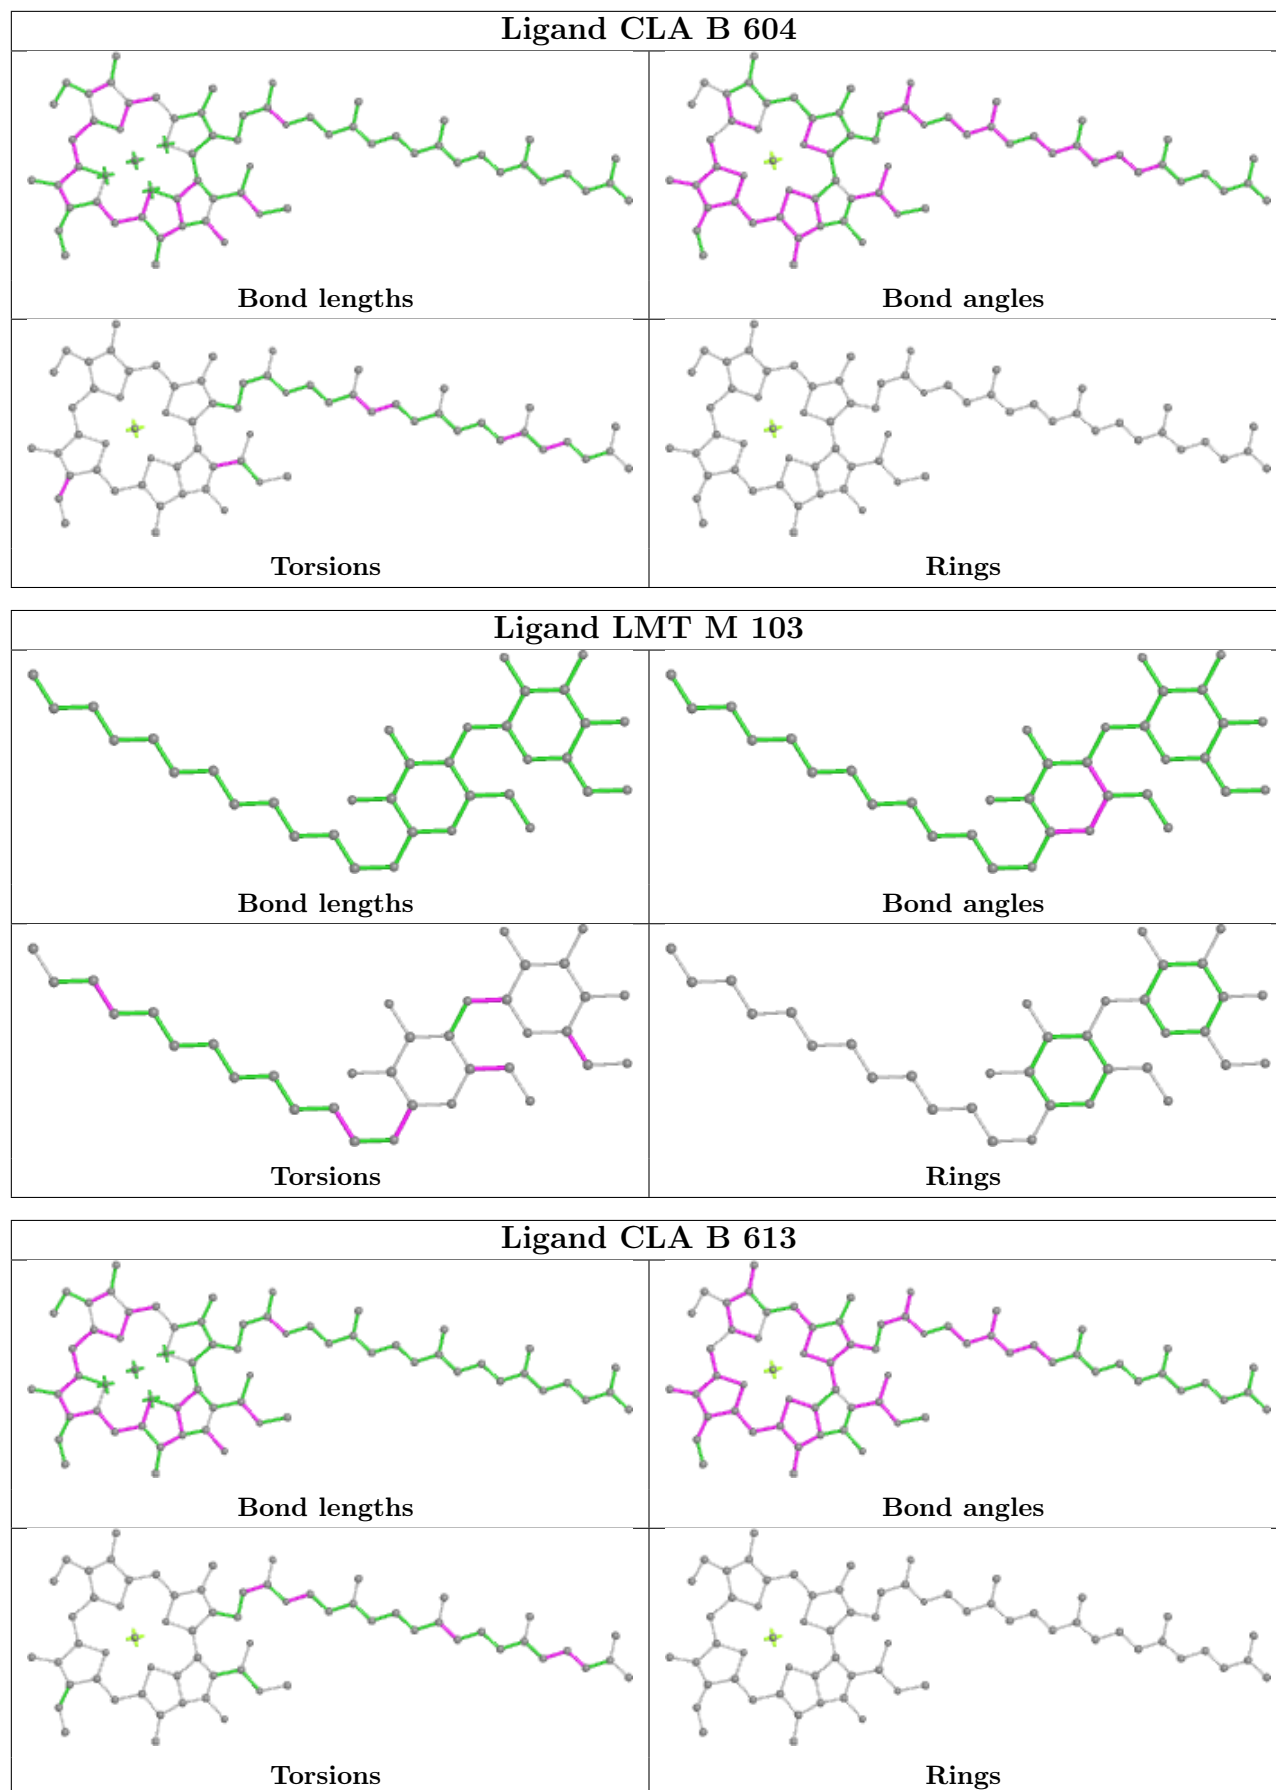 Ligand CLA B 604
Bond lengths
Bond angles
Torsions
Rings
Ligand LMT M 103
Bond lengths
Bond angles
Torsions
Rings
Ligand CLA B 613
Bond lengths
Bond angles
Torsions
Rings